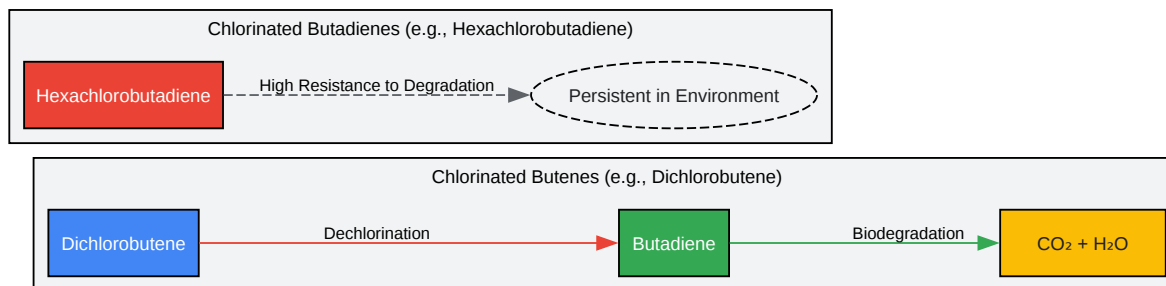 Chlorinated Butadienes (e.g., Hexachlorobutadiene)
Hexachlorobutadiene
High Resistance to Degradation
Persistent in Environment
Chlorinated Butenes (e.g., Dichlorobutene)
Dichlorobutene
Dechlorination
Butadiene
Biodegradation
CO₂ + H₂O